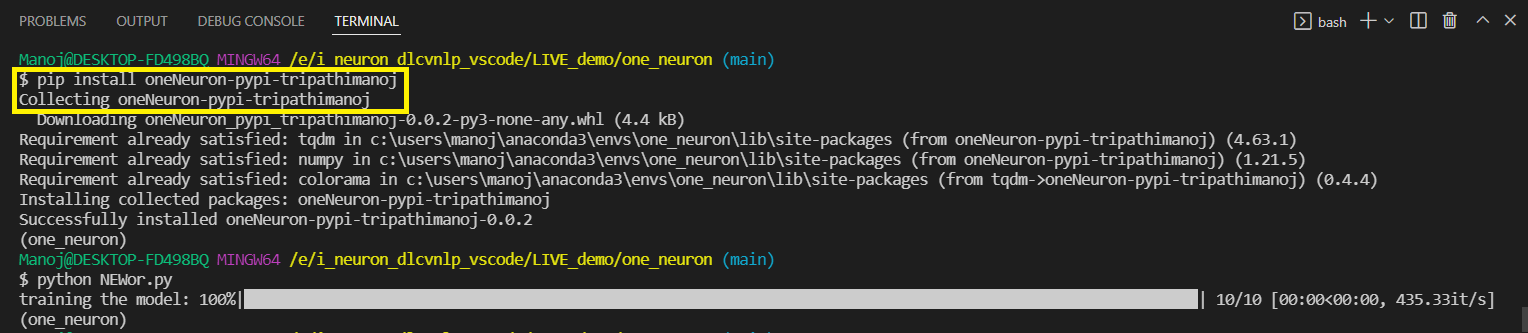 PROBLEMS OUTPUT DEBUG CONSOLE TERMINAL bash
Manoj@DESKTOP-FD498BQ MINGW64 /e/i_neuron_dlcvnlp_vscode/LIVE_demo/one_neuron (main)
$ pip install oneNeuron-pypi-tripathimanoj
Collecting oneNeuron-pypi-tripathimanoj
  Downloading oneNeuron_pypi_tripathimanoj-0.0.2-py3-none-any.whl (4.4 kB)
Requirement already satisfied: tqdm in c:\users\manoj\anaconda3\envs\one_neuron\lib\site-packages (from oneNeuron-pypi-tripathimanoj) (4.63.1)
Requirement already satisfied: numpy in c:\users\manoj\anaconda3\envs\one_neuron\lib\site-packages (from oneNeuron-pypi-tripathimanoj) (1.21.5)
Requirement already satisfied: colorama in c:\users\manoj\anaconda3\envs\one_neuron\lib\site-packages (from tqdm->oneNeuron-pypi-tripathimanoj) (0.4.4)
Installing collected packages: oneNeuron-pypi-tripathimanoj
Successfully installed oneNeuron-pypi-tripathimanoj-0.0.2
(one_neuron)
Manoj@DESKTOP-FD498BQ MINGW64 /e/i_neuron_dlcvnlp_vscode/LIVE_demo/one_neuron (main)
$ python NEWor.py
training the model: 100%| | 10/10 [00:00<00:00, 435.33it/s]
(one_neuron)